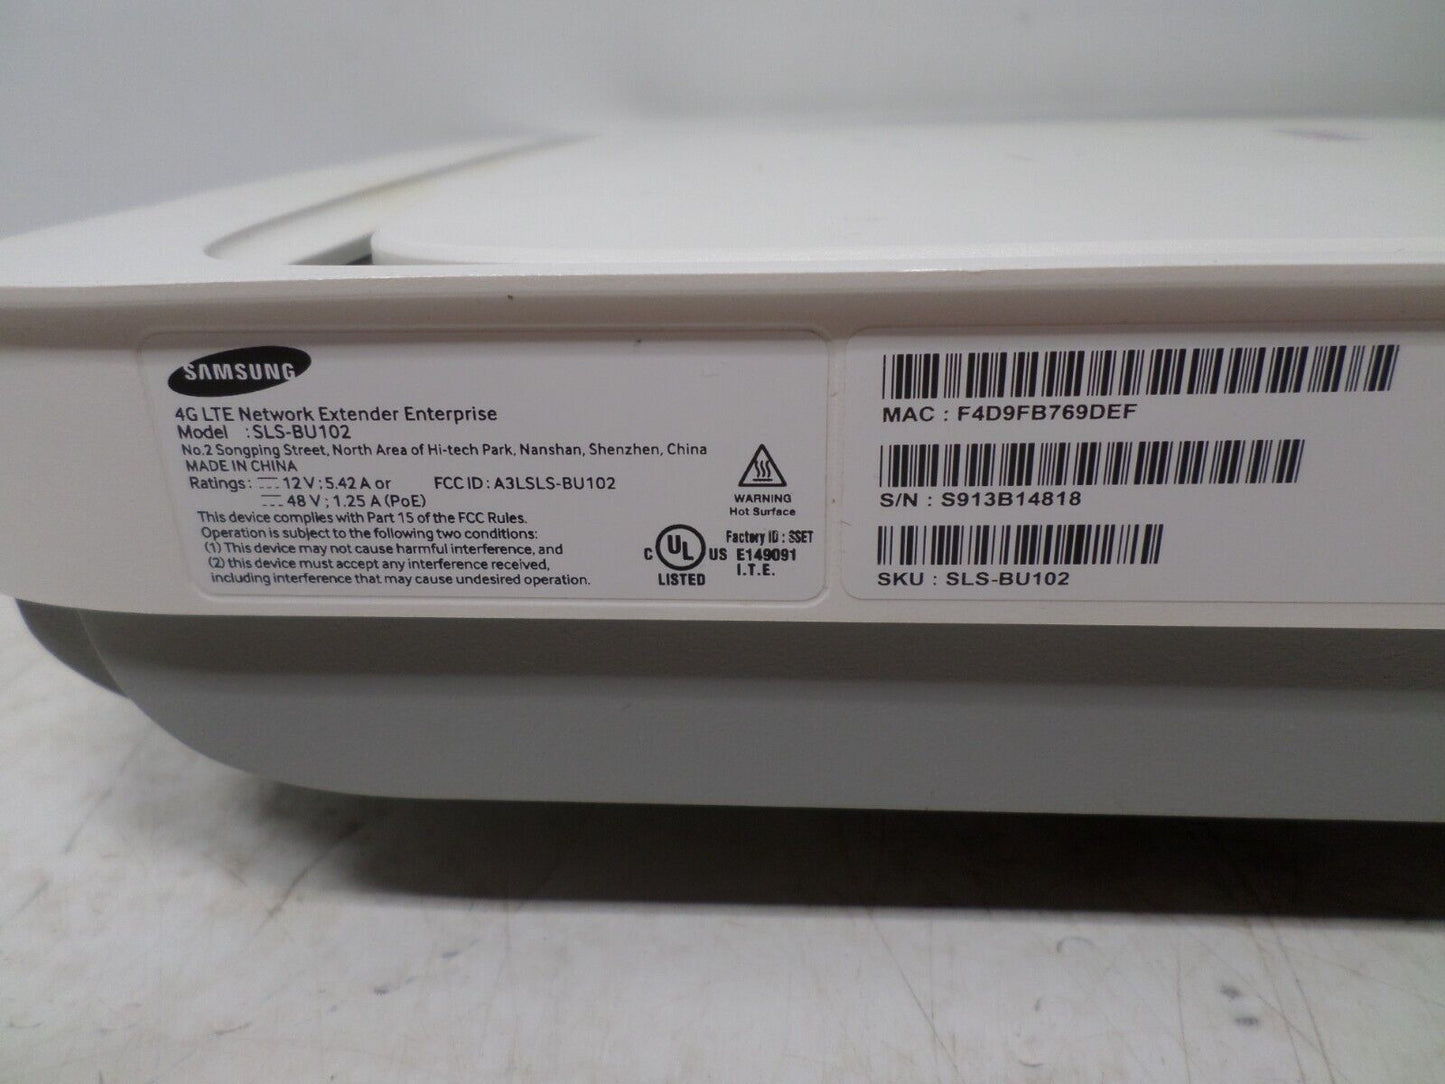 SAMSUNG
4G LTE Network Extender Enterprise
Model : SLS-BU102
No.2 Songping Street, North Area of Hi-tech Park, Nanshan, Shenzhen, China
MADE IN CHINA
Ratings: 12 V ; 5.42 A or FCC ID : A3LSLS-BU102
48 V ; 1.25 A (PoE)
This device complies with Part 15 of the FCC Rules.
Operation is subject to the following two conditions:
(1) This device may not cause harmful interference, and
(2) this device must accept any interference received,
including interference that may cause undesired operation.
WARNING
Hot Surface
Factory ID : SSET
C UL US E149091
LISTED I.T.E.
MAC : F4D9FB769DEF
S/N : S913B14818
SKU : SLS-BU102